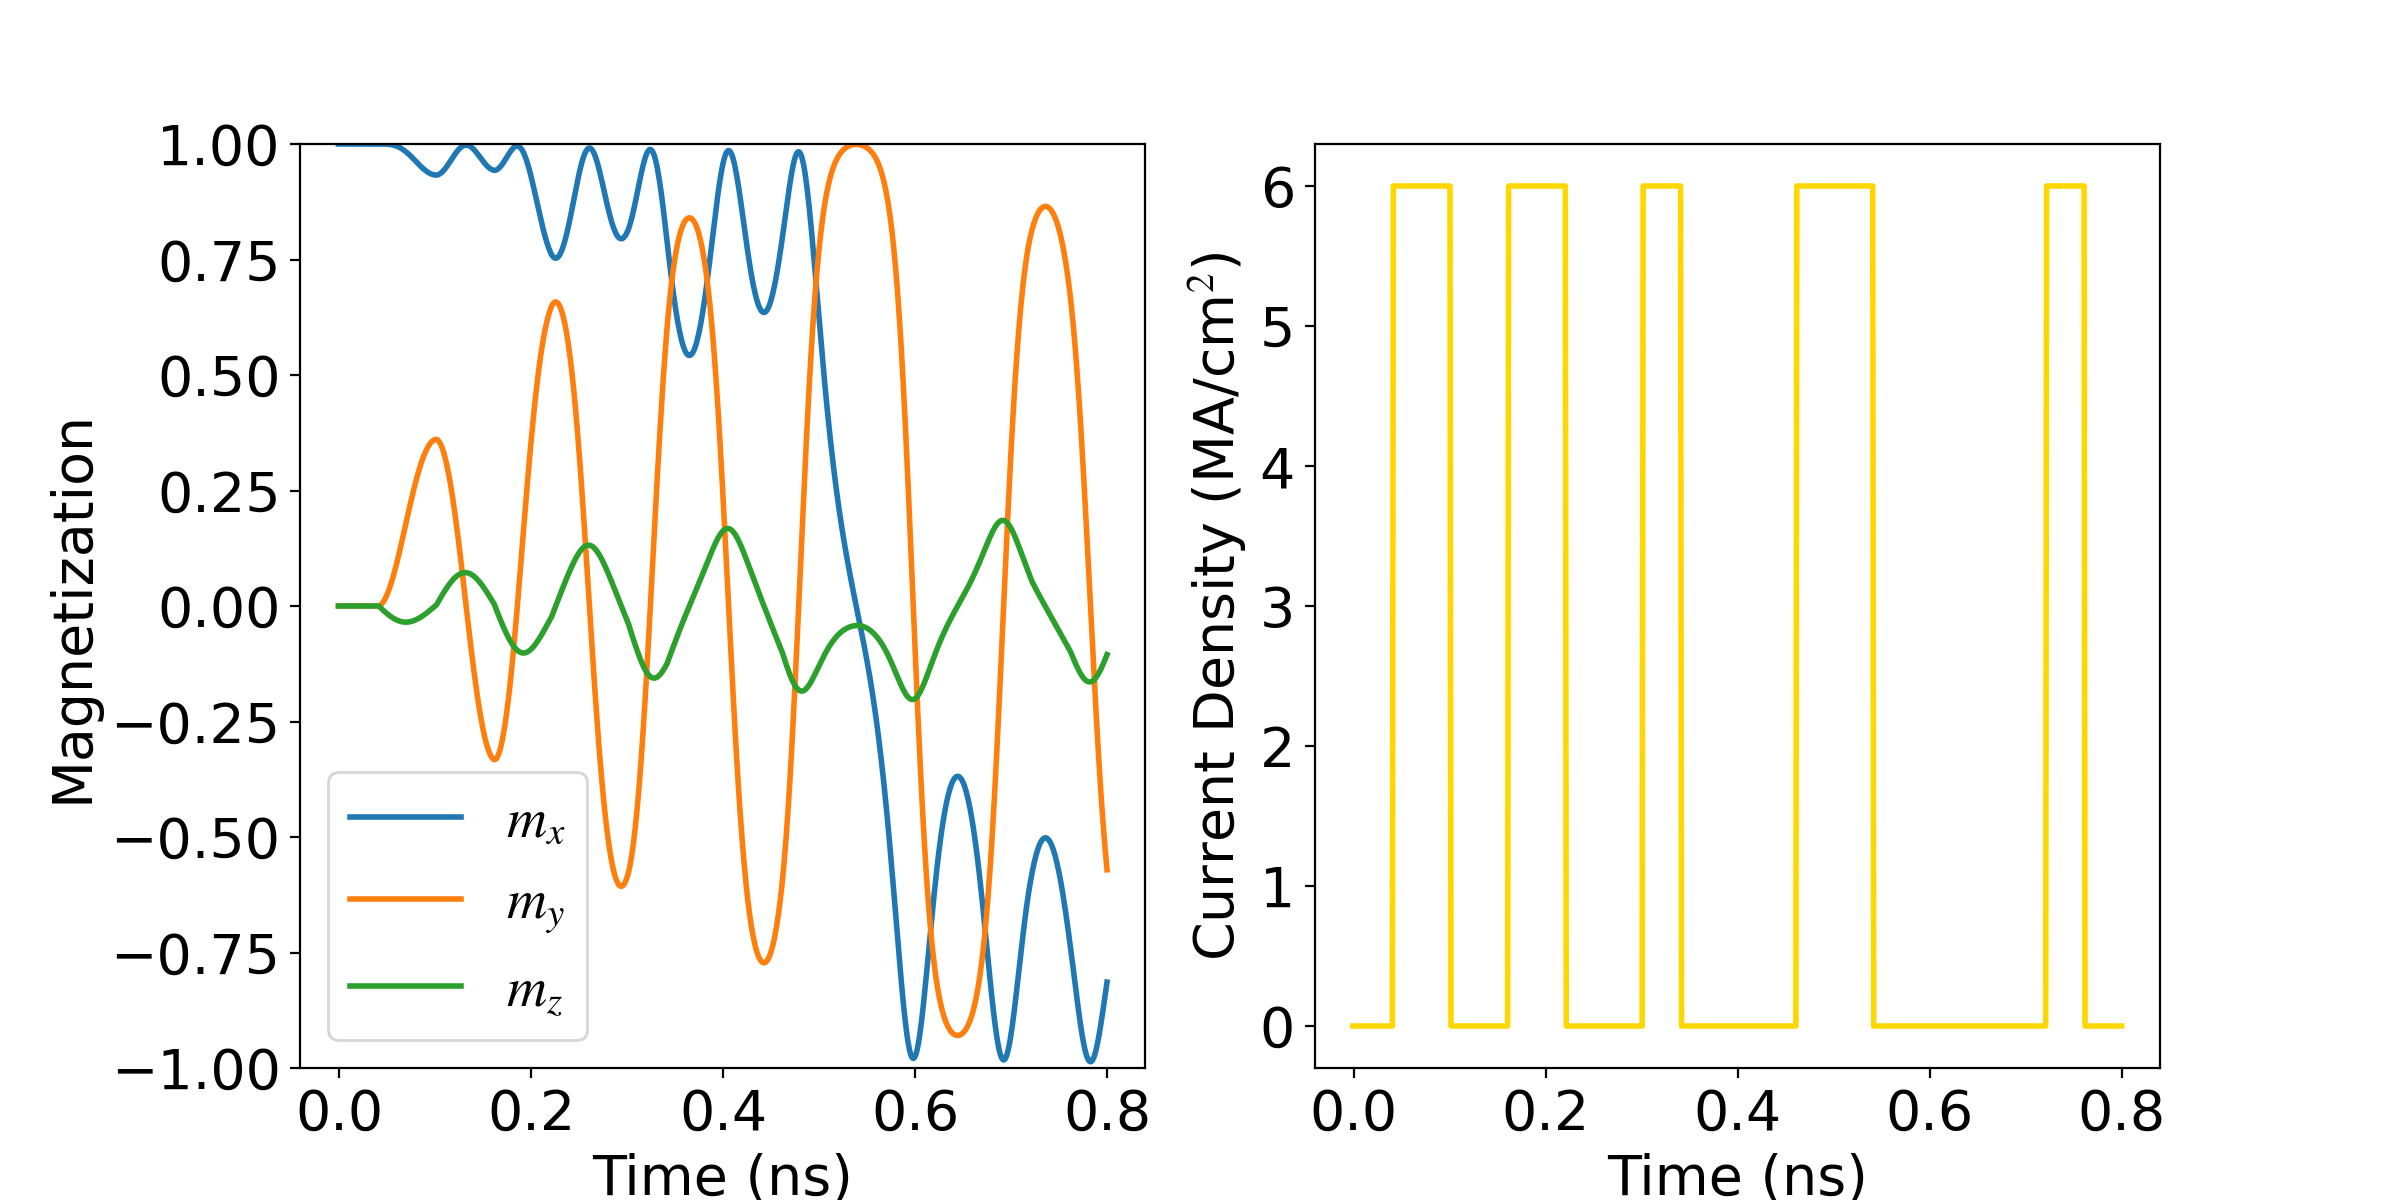 Magnetization
1.00
0.75
0.50
0.25
0.00
−0.25
−0.50
−0.75
−1.00
m_x
m_y
m_z
0.0 0.2 0.4 0.6 0.8
Time (ns)
Current Density (MA/cm²)
6
5
4
3
2
1
0
0.0 0.2 0.4 0.6 0.8
Time (ns)